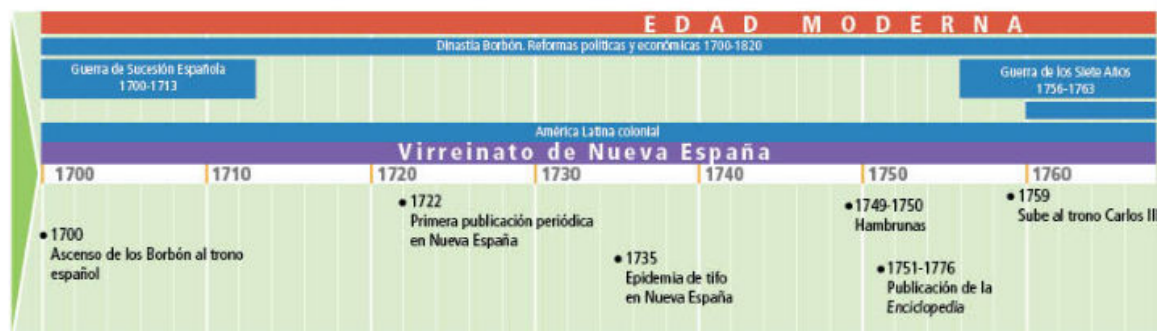 EDAD MODERNA
Dinastía Borbón. Reformas políticas y económicas 1700-1820
Guerra de Sucesión Española
1700-1713
Guerra de los Siete Años
1756-1763
América Latina colonial
Virreinato de Nueva España
1700 1710 1720 1730 1740 1750 1760
• 1700
Ascenso de los Borbón al trono
español
• 1722
Primera publicación periódica
en Nueva España
• 1735
Epidemia de tifo
en Nueva España
• 1749-1750
Hambrunas
• 1751-1776
Publicación de la
Enciclopedia
• 1759
Sube al trono Carlos III